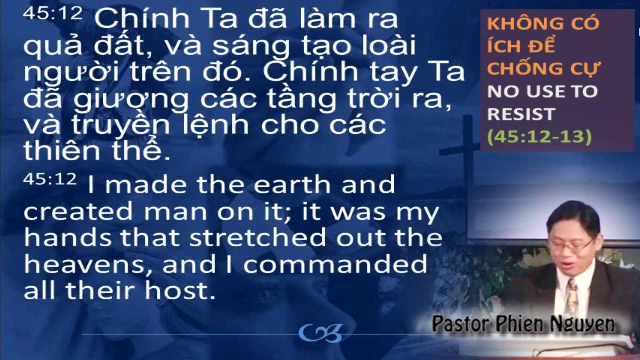 45:12 Chính Ta đã làm ra
quả đất, và sáng tạo loài
người trên đó. Chính tay Ta
đã giượng các tầng trời ra,
và truyền lệnh cho các
thiên thể.
45:12 I made the earth and
created man on it; it was my
hands that stretched out the
heavens, and I commanded
all their host.
KHÔNG CÓ
ÍCH ĐỂ
CHỐNG CỰ
NO USE TO
RESIST
(45:12-13)
Pastor Phien Nguyen